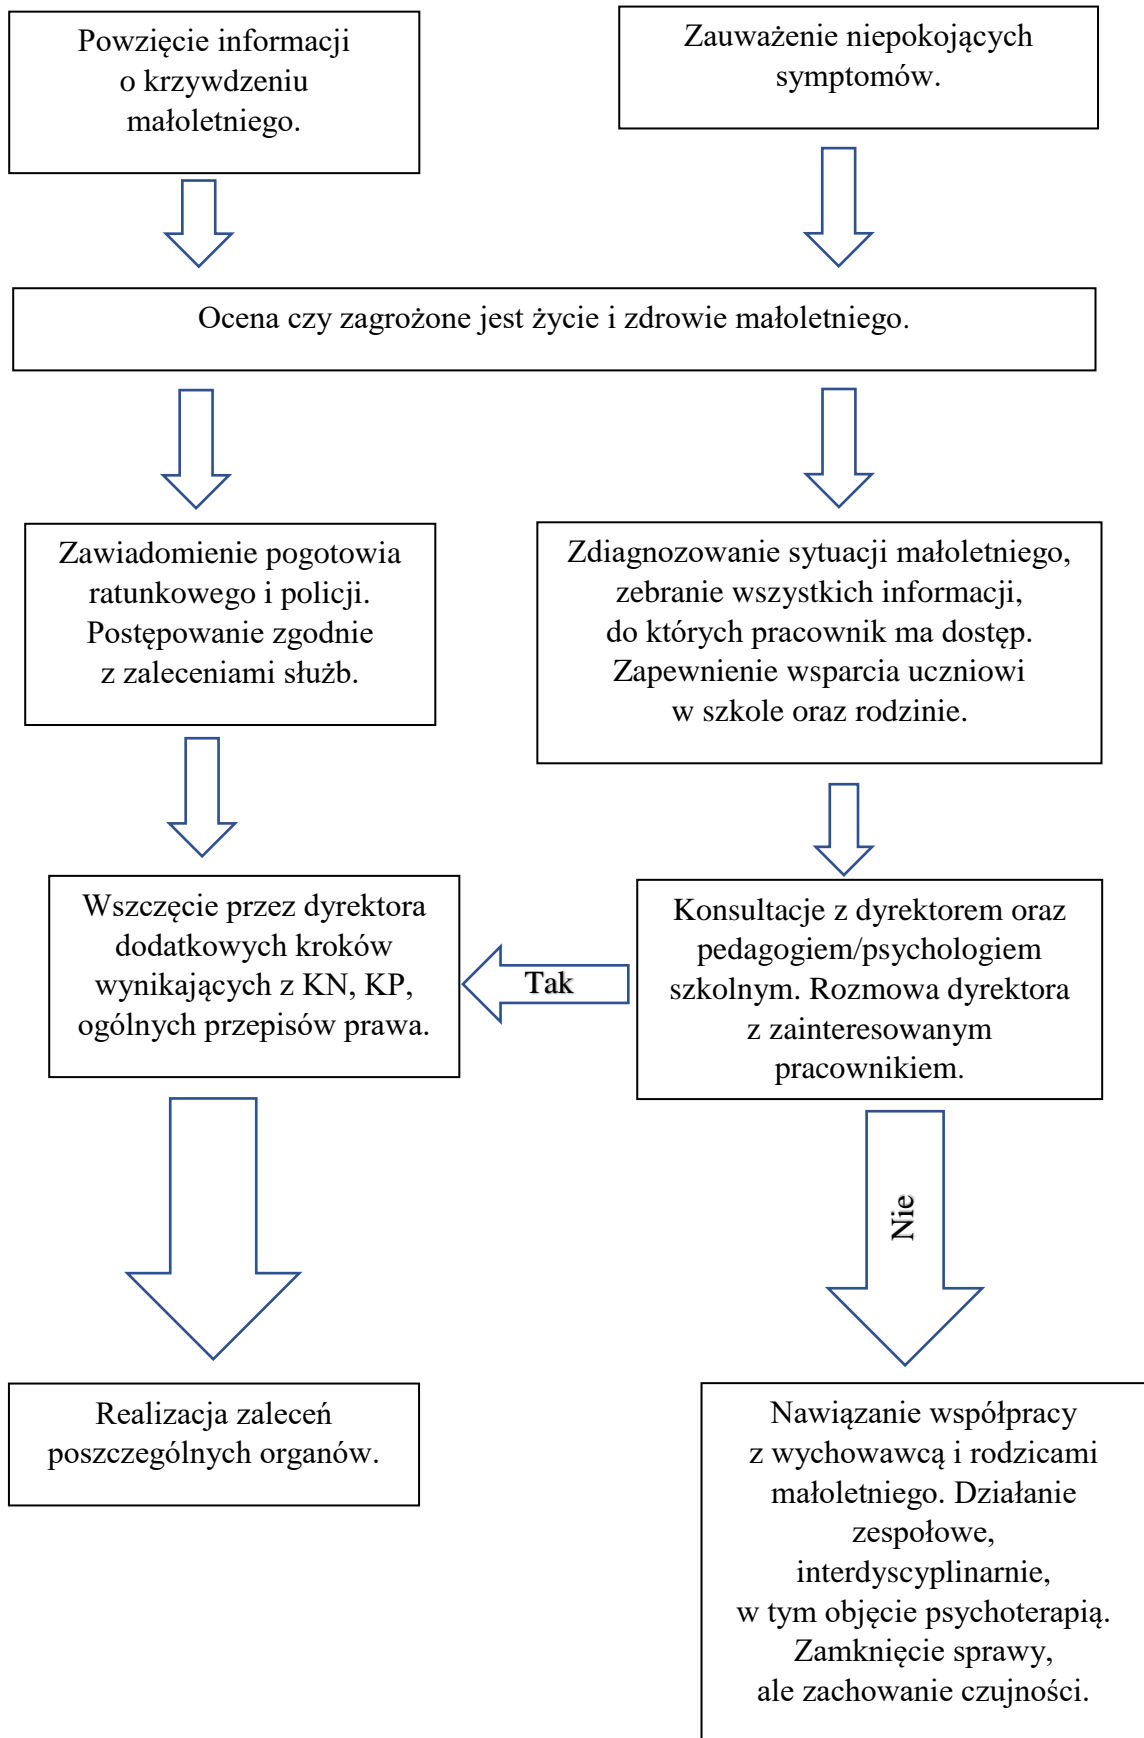 Powzięcie informacji
o krzywdzeniu
małoletniego.
Zauważenie niepokojących
symptomów.
Ocena czy zagrożone jest życie i zdrowie małoletniego.
Zawiadomienie pogotowia
ratunkowego i policji.
Postępowanie zgodnie
z zaleceniami służb.
Zdiagnozowanie sytuacji małoletniego,
zebranie wszystkich informacji,
do których pracownik ma dostęp.
Zapewnienie wsparcia uczniowi
w szkole oraz rodzinie.
Wszczęcie przez dyrektora
dodatkowych kroków
wynikających z KN, KP,
ogólnych przepisów prawa.
Tak
Konsultacje z dyrektorem oraz
pedagogiem/psychologiem
szkolnym. Rozmowa dyrektora
z zainteresowanym
pracownikiem.
Nie
Realizacja zaleceń
poszczególnych organów.
Nawiązanie współpracy
z wychowawcą i rodzicami
małoletniego. Działanie
zespołowe,
interdyscyplinarnie,
w tym objęcie psychoterapią.
Zamknięcie sprawy,
ale zachowanie czujności.